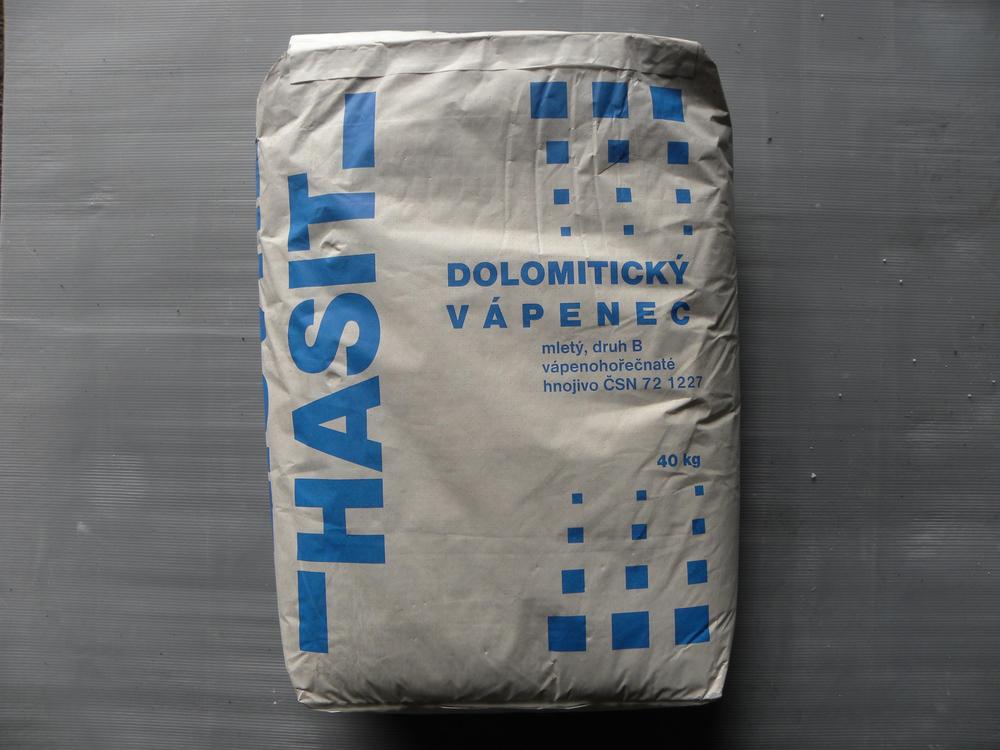 HASIT
DOLOMITICKÝ
VÁPENEC
mletý, druh B
vápenohořečnaté
hnojivo ČSN 72 1227
40 kg